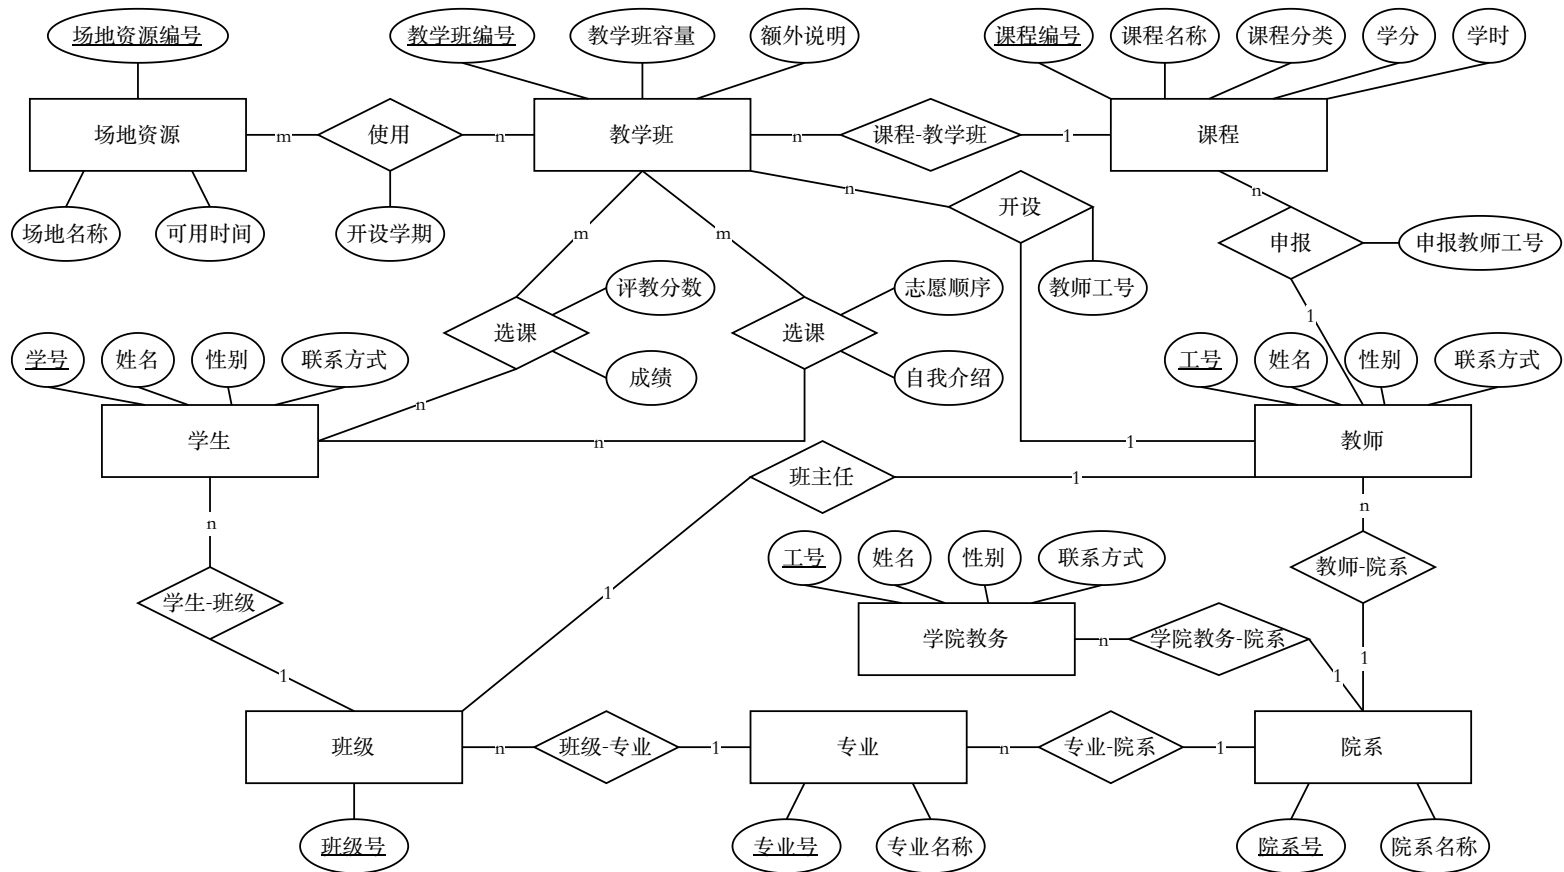 场地资源编号
教学班编号
教学班容量
额外说明
课程编号
课程名称
课程分类
学分
学时
场地资源
m
使用
n
教学班
n
课程-教学班
1
课程
场地名称
可用时间
开设学期
n
开设
n
m
m
申报
申报教师工号
评教分数
志愿顺序
教师工号
1
选课
选课
学号
姓名
性别
联系方式
工号
姓名
性别
联系方式
成绩
自我介绍
n
学生
n
1
教师
班主任
1
n
n
工号
姓名
性别
联系方式
教师-院系
1
学生-班级
学院教务
n
学院教务-院系
1
1
1
班级
n
班级-专业
1
专业
n
专业-院系
1
院系
班级号
专业号
专业名称
院系号
院系名称